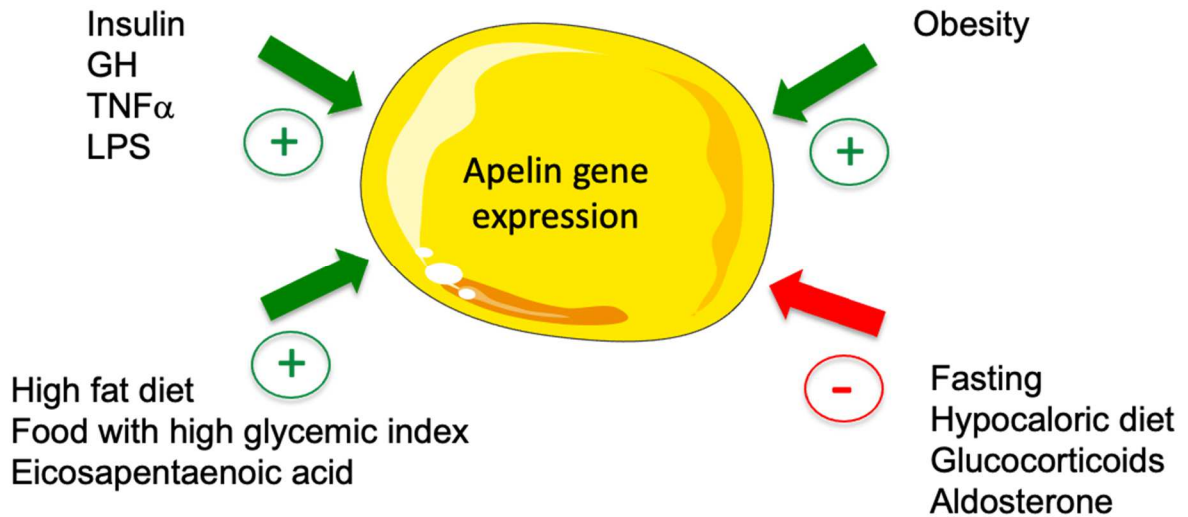 Insulin
GH
TNFα
LPS
+
Obesity
+
Apelin gene
expression
+
High fat diet
Food with high glycemic index
Eicosapentaenoic acid
-
Fasting
Hypocaloric diet
Glucocorticoids
Aldosterone